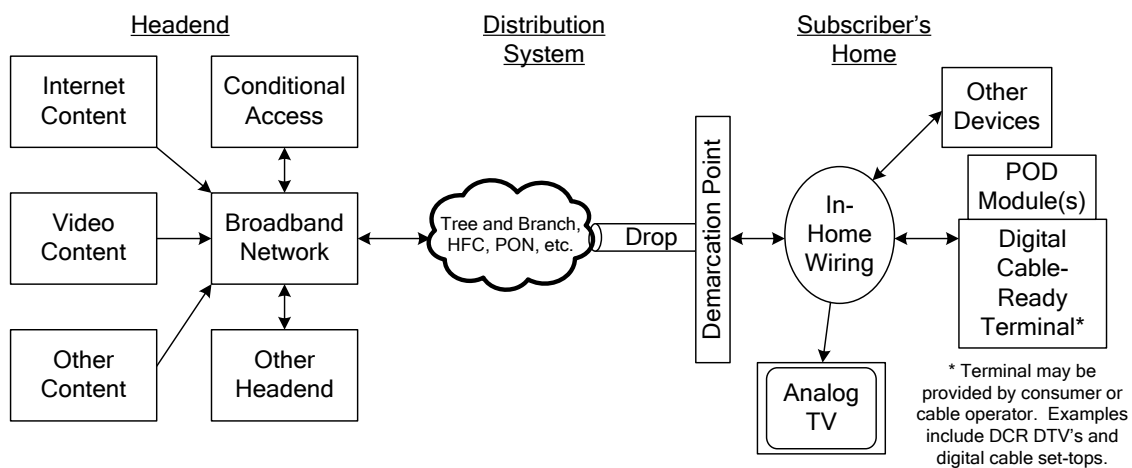 Headend
Distribution
System
Subscriber's
Home
Internet
Content
Conditional
Access
Other
Devices
Video
Content
Broadband
Network
Tree and Branch,
HFC, PON, etc.
Drop
Demarcation Point
In-
Home
Wiring
POD
Module(s)
Digital
Cable-
Ready
Terminal*
Other
Content
Other
Headend
Analog
TV
* Terminal may be
provided by consumer or
cable operator.  Examples
include DCR DTV's and
digital cable set-tops.